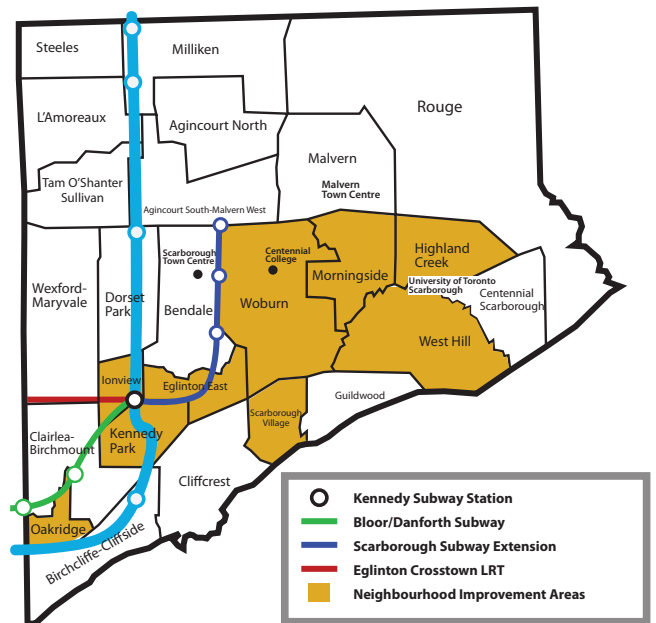 Steeles
Milliken
L'Amoreaux
Agincourt North
Rouge
Malvern
Malvern
Town Centre
Tam O'Shanter
Sullivan
Agincourt South-Malvern West
Scarborough
Town Centre
Centennial
College
Highland
Creek
Morningside
University of Toronto
Scarborough
Centennial
Scarborough
Wexford-
Maryvale
Dorset
Park
Bendale
Woburn
West Hill
Ionview
Eglinton East
Guildwood
Scarborough
Village
Clairlea-
Birchmount
Kennedy
Park
Cliffcrest
Oakridge
Birchcliffe-Cliffside
Kennedy Subway Station
Bloor/Danforth Subway
Scarborough Subway Extension
Eglinton Crosstown LRT
Neighbourhood Improvement Areas